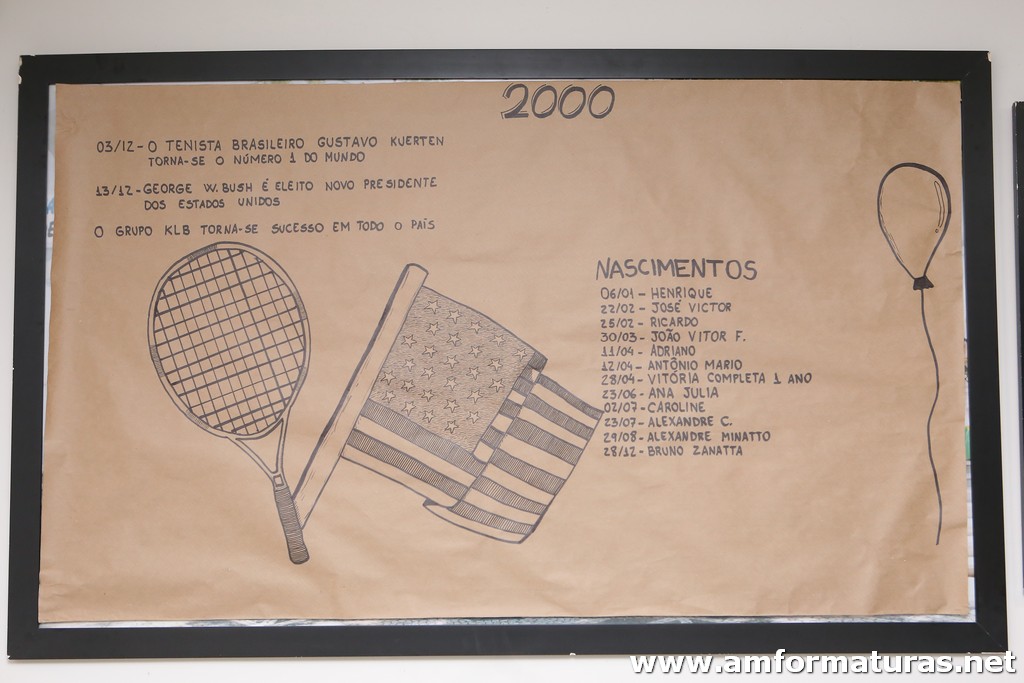 2000
03/12 - O TENISTA BRASILEIRO GUSTAVO KUERTEN
TORNA-SE O NÚMERO 1 DO MUNDO
13/12 - GEORGE W. BUSH É ELEITO NOVO PRESIDENTE
DOS ESTADOS UNIDOS
O GRUPO KLB TORNA-SE SUCESSO EM TODO O PAÍS
NASCIMENTOS
06/01 - HENRIQUE
22/02 - JOSÉ VICTOR
25/02 - RICARDO
30/03 - JOÃO VITOR F.
11/04 - ADRIANO
12/04 - ANTÔNIO MARIO
28/04 - VITÓRIA COMPLETA 1 ANO
23/06 - ANA JULIA
02/07 - CAROLINE
23/07 - ALEXANDRE C.
29/08 - ALEXANDRE MINATTO
28/12 - BRUNO ZANATTA
www.amformaturas.net